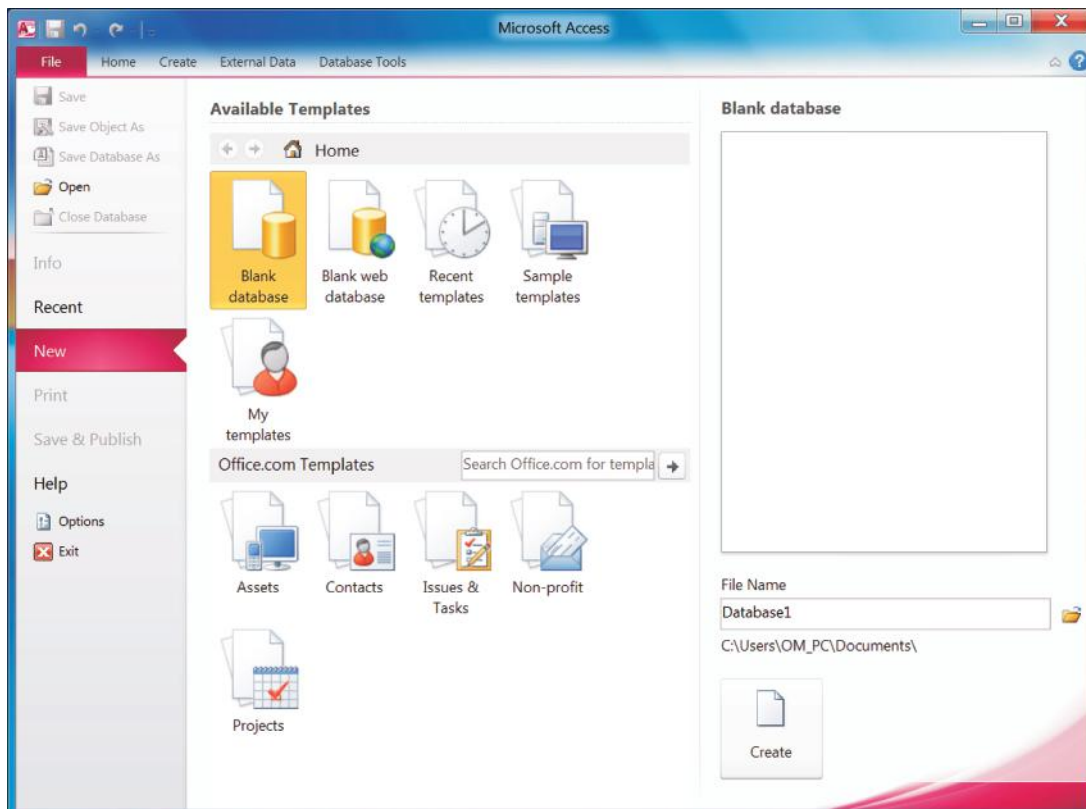 Microsoft Access
File Home Create External Data Database Tools
Save
Save Object As
Save Database As
Open
Close Database
Info
Recent
New
Print
Save & Publish
Help
Options
Exit
Available Templates
Home
Blank
database
Blank web
database
Recent
templates
Sample
templates
My
templates
Office.com Templates
Search Office.com for templa
Assets
Contacts
Issues &
Tasks
Non-profit
Projects
Blank database
File Name
Database1
C:\Users\OM_PC\Documents\
Create